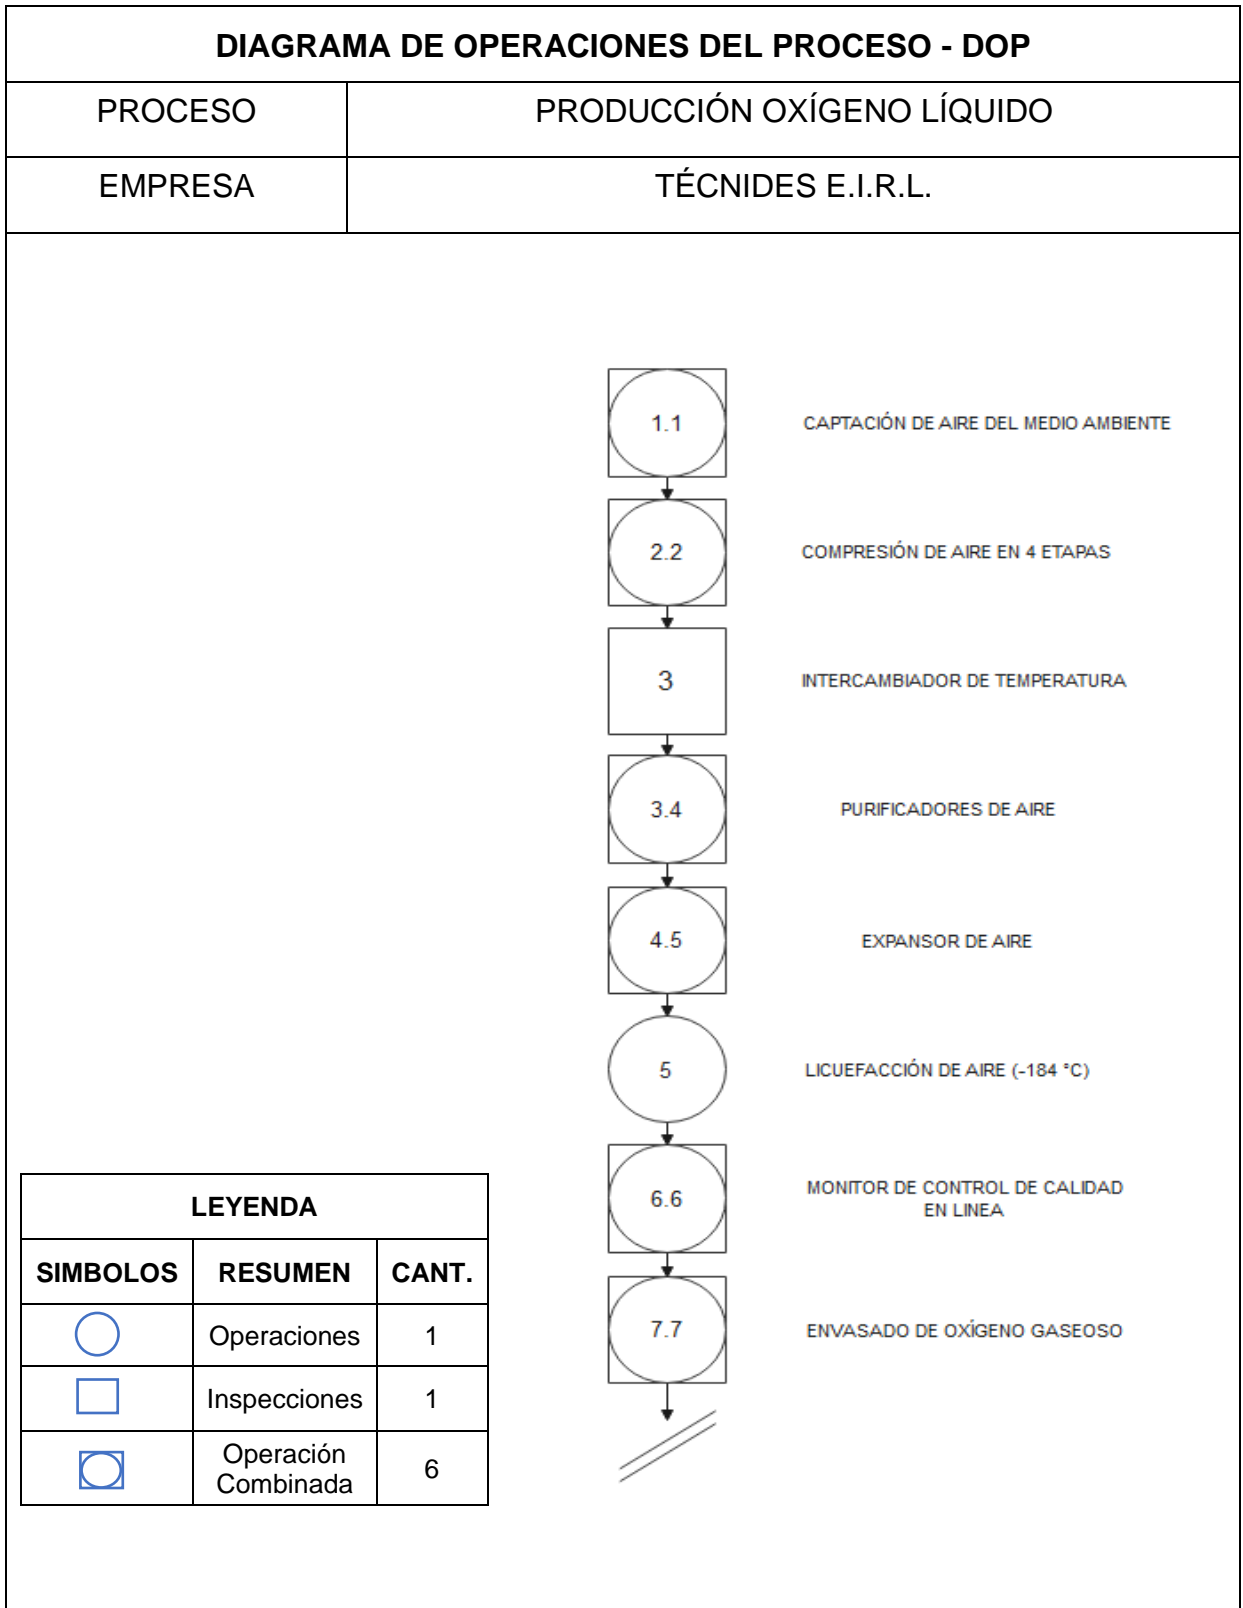 DIAGRAMA DE OPERACIONES DEL PROCESO - DOP
PROCESO
PRODUCCIÓN OXÍGENO LÍQUIDO
EMPRESA
TÉCNIDES E.I.R.L.
1.1
CAPTACIÓN DE AIRE DEL MEDIO AMBIENTE
2.2
COMPRESIÓN DE AIRE EN 4 ETAPAS
3
INTERCAMBIADOR DE TEMPERATURA
3.4
PURIFICADORES DE AIRE
4.5
EXPANSOR DE AIRE
5
LICUEFACCIÓN DE AIRE (-184 °C)
6.6
MONITOR DE CONTROL DE CALIDAD
EN LINEA
7.7
ENVASADO DE OXÍGENO GASEOSO
LEYENDA
SIMBOLOS
RESUMEN
CANT.
Operaciones
1
Inspecciones
1
Operación
Combinada
6